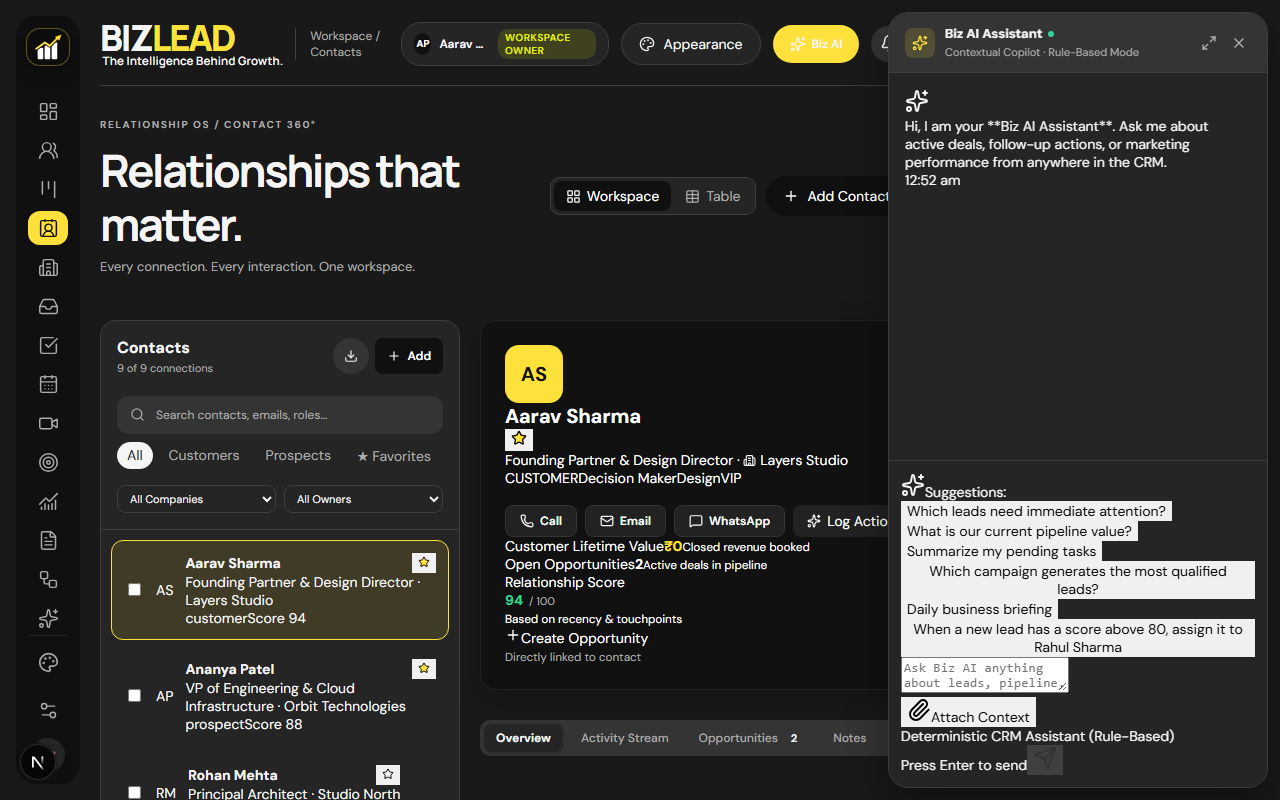 BIZLEAD
The Intelligence Behind Growth.
Workspace /
Contacts
AP Aarav ... WORKSPACE OWNER
Appearance
Biz AI
RELATIONSHIP OS / CONTACT 360°
Relationships that
matter.
Every connection. Every interaction. One workspace.
Workspace
Table
+ Add Contact
Contacts
9 of 9 connections
+ Add
Search contacts, emails, roles...
All Customers Prospects ★ Favorites
All Companies All Owners
Aarav Sharma
AS Founding Partner & Design Director ·
Layers Studio
customerScore 94
Ananya Patel
AP VP of Engineering & Cloud
Infrastructure · Orbit Technologies
prospectScore 88
Rohan Mehta
RM Principal Architect · Studio North
N
AS
Aarav Sharma
Founding Partner & Design Director · Layers Studio
CUSTOMERDecision MakerDesignVIP
Call Email WhatsApp Log Actio
Customer Lifetime Value₹0Closed revenue booked
Open Opportunities2Active deals in pipeline
Relationship Score
94 / 100
Based on recency & touchpoints
+ Create Opportunity
Directly linked to contact
Overview Activity Stream Opportunities 2 Notes
Biz AI Assistant
Contextual Copilot · Rule-Based Mode
Hi, I am your **Biz AI Assistant**. Ask me about
active deals, follow-up actions, or marketing
performance from anywhere in the CRM.
12:52 am
Suggestions:
Which leads need immediate attention?
What is our current pipeline value?
Summarize my pending tasks
Which campaign generates the most qualified
leads?
Daily business briefing
When a new lead has a score above 80, assign it to
Rahul Sharma
Ask Biz AI anything
about leads, pipeline,
Attach Context
Deterministic CRM Assistant (Rule-Based)
Press Enter to send